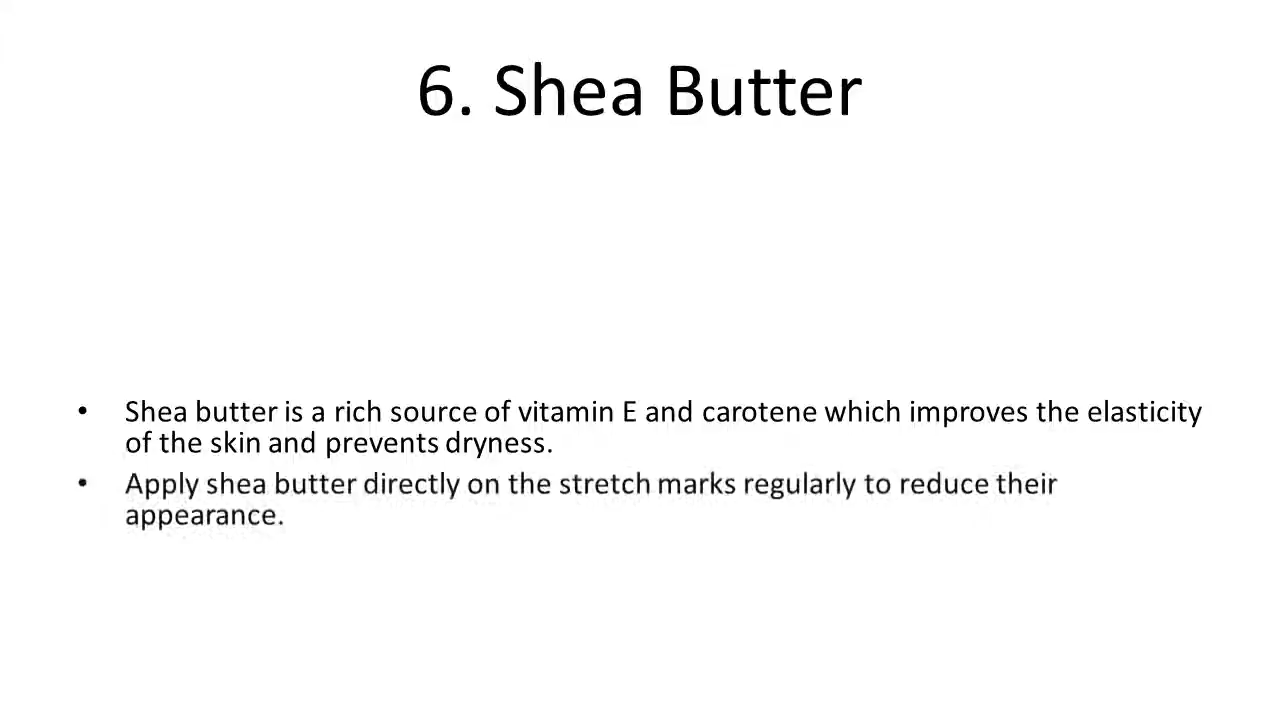 6. Shea Butter
• Shea butter is a rich source of vitamin E and carotene which improves the elasticity
of the skin and prevents dryness.
• Apply shea butter directly on the stretch marks regularly to reduce their
appearance.